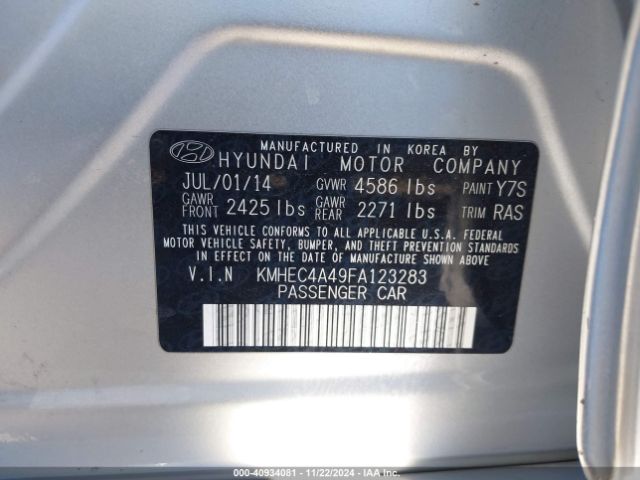 MANUFACTURED IN KOREA BY
HYUNDAI MOTOR COMPANY
JUL/01/14 GVWR 4586 lbs PAINT Y7S
GAWR FRONT 2425 lbs GAWR REAR 2271 lbs TRIM RAS
THIS VEHICLE CONFORMS TO ALL APPLICABLE U.S.A. FEDERAL
MOTOR VEHICLE SAFETY, BUMPER, AND THEFT PREVENTION STANDARDS
IN EFFECT ON THE DATE OF MANUFACTURE SHOWN ABOVE
V.I.N KMHEC4A49FA123283
PASSENGER CAR
000-40934081 - 11/22/2024 - IAAI.COM